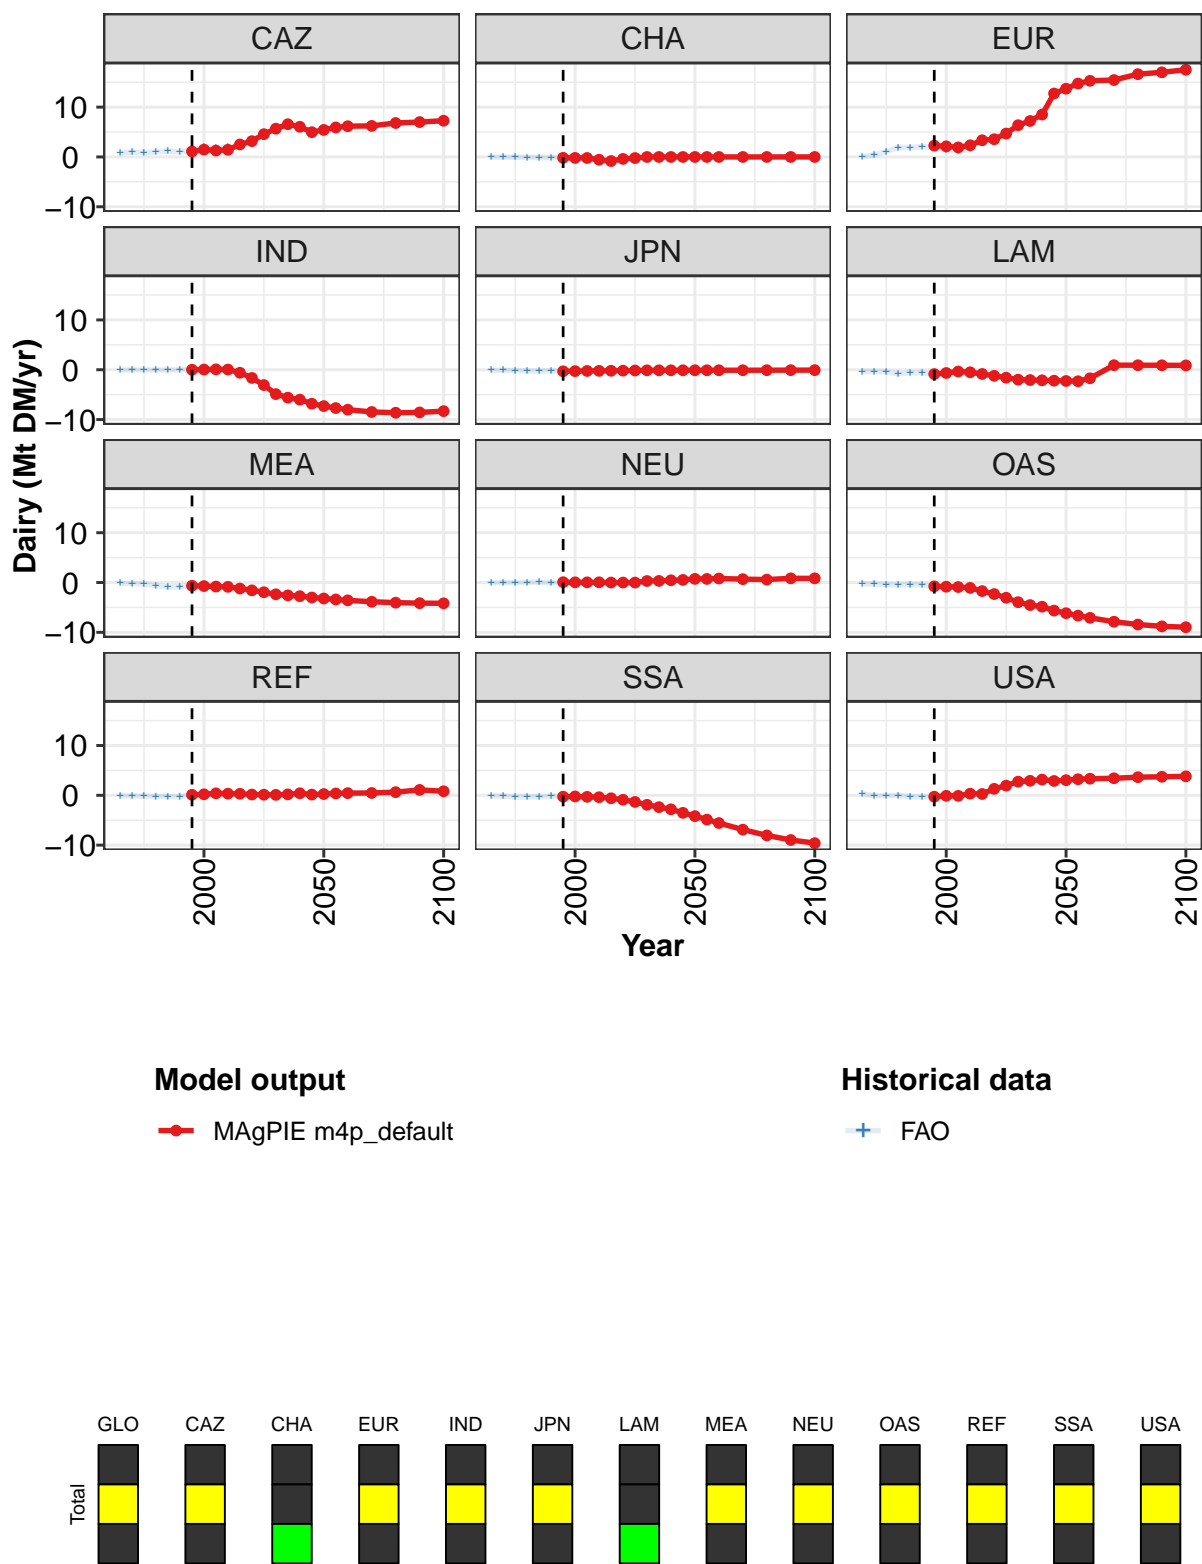 CAZ CHA EUR
10
0
−10
IND JPN LAM
10
0
−10
MEA NEU OAS
10
0
−10
REF SSA USA
10
0
−10
Dairy (Mt DM/yr)
2000 2050 2100 2000 2050 2100 2000 2050 2100
Year
Model output Historical data
MAgPIE m4p_default FAO
GLO CAZ CHA EUR IND JPN LAM MEA NEU OAS REF SSA USA
Total